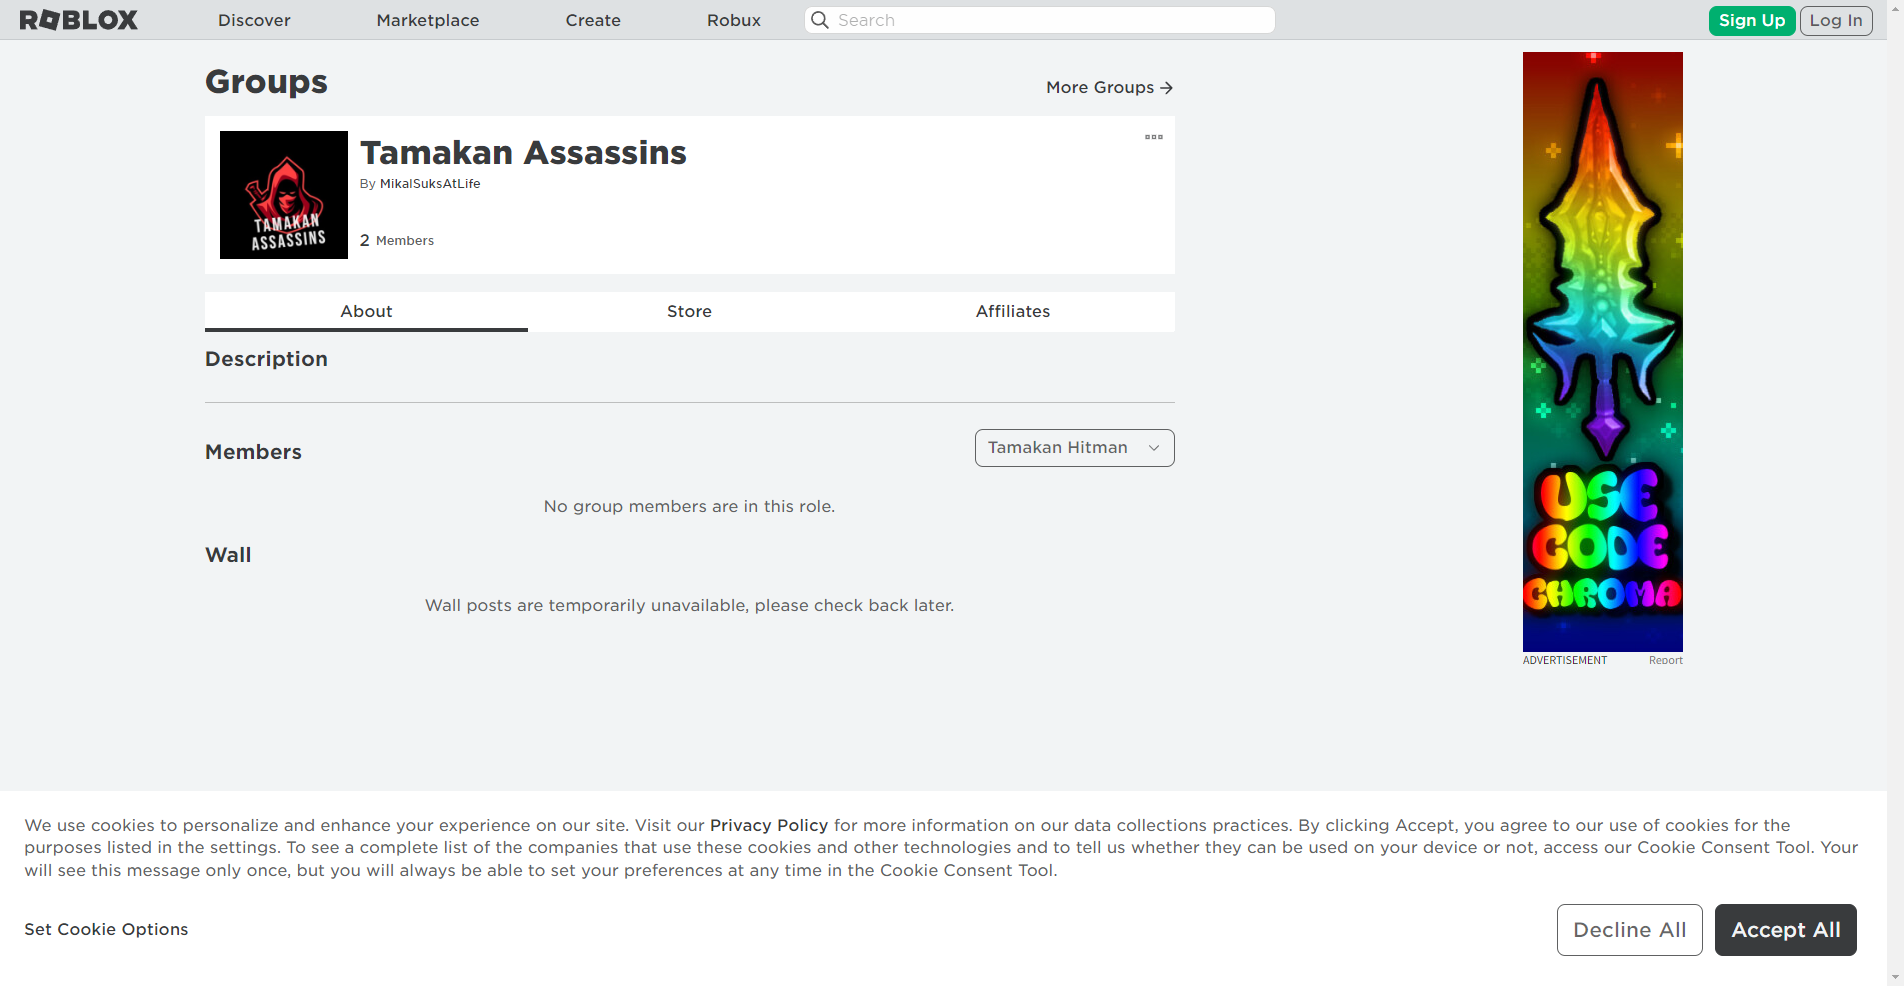 ROBLOX
Discover
Marketplace
Create
Robux
Search
Sign Up
Log In
Groups
More Groups
Tamakan Assassins
By MikalSuksAtLife
2 Members
TAMAKAN
ASSASSINS
About
Store
Affiliates
Description
Members
Tamakan Hitman
No group members are in this role.
Wall
Wall posts are temporarily unavailable, please check back later.
USE
CODE
CHROMA
ADVERTISEMENT
Report
We use cookies to personalize and enhance your experience on our site. Visit our Privacy Policy for more information on our data collections practices. By clicking Accept, you agree to our use of cookies for the
purposes listed in the settings. To see a complete list of the companies that use these cookies and other technologies and to tell us whether they can be used on your device or not, access our Cookie Consent Tool. Your
will see this message only once, but you will always be able to set your preferences at any time in the Cookie Consent Tool.
Set Cookie Options
Decline All
Accept All